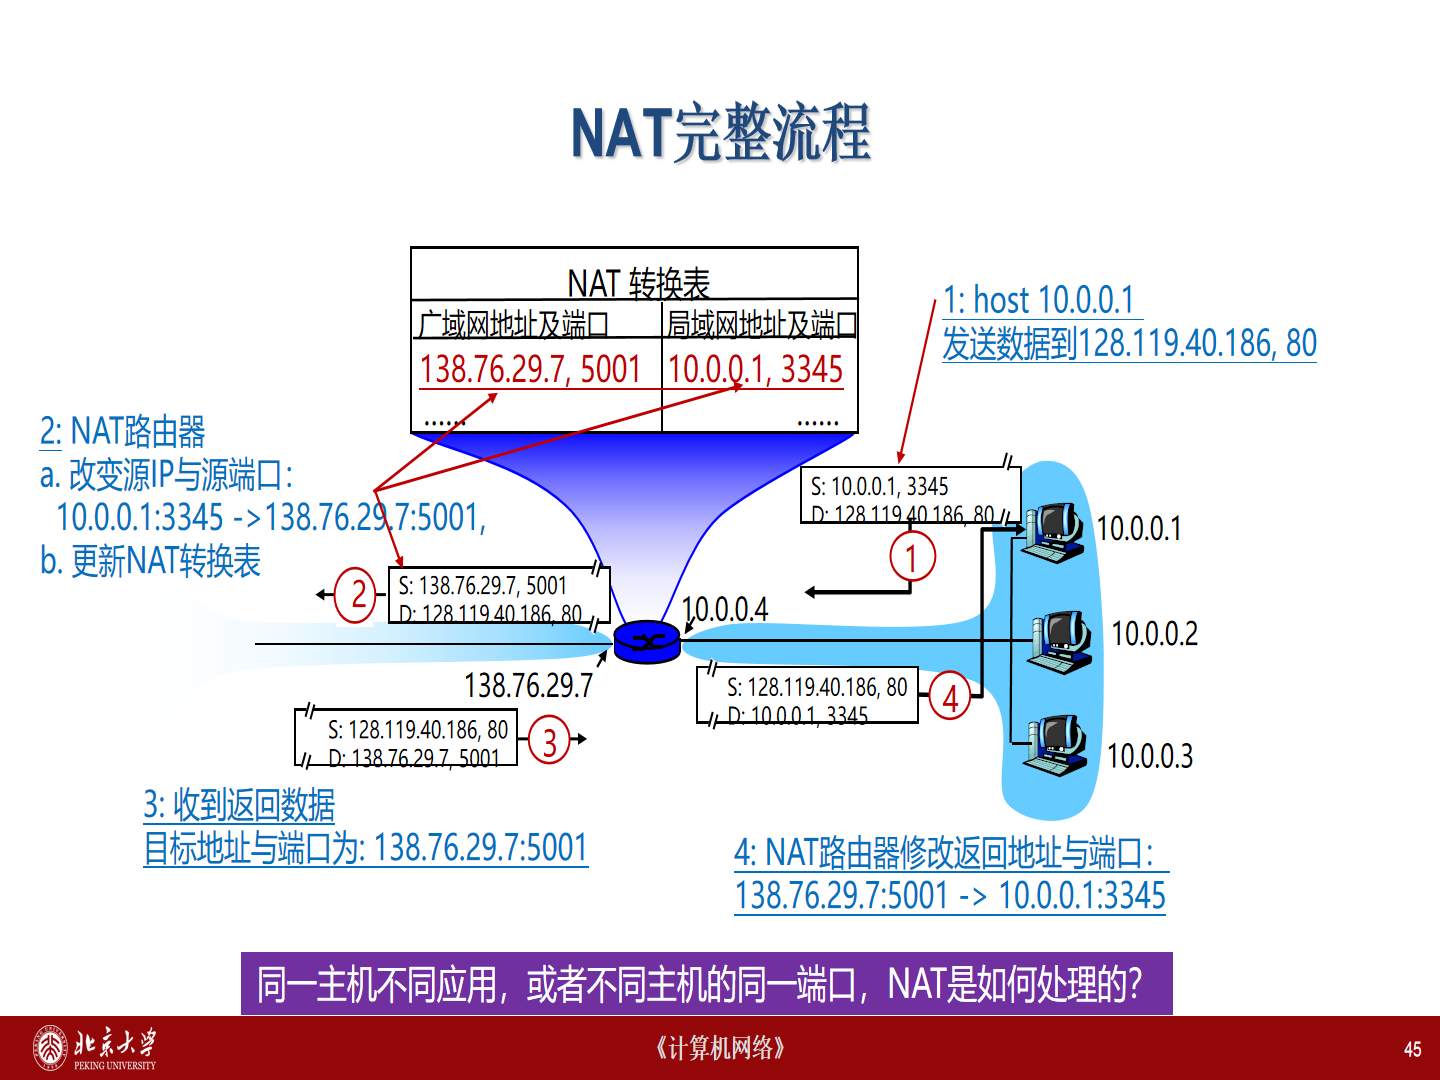 NAT完整流程
NAT 转换表
广域网地址及端口 局域网地址及端口
138.76.29.7, 5001 10.0.0.1, 3345
...... ......
1: host 10.0.0.1
发送数据到128.119.40.186, 80
2: NAT路由器
a. 改变源IP与源端口：
10.0.0.1:3345 ->138.76.29.7:5001,
b. 更新NAT转换表
S: 10.0.0.1, 3345
D: 128.119.40.186, 80
1
10.0.0.1
2
S: 138.76.29.7, 5001
D: 128.119.40.186, 80
10.0.0.4
10.0.0.2
138.76.29.7
S: 128.119.40.186, 80
D: 10.0.0.1, 3345
4
S: 128.119.40.186, 80
D: 138.76.29.7, 5001
3
10.0.0.3
3: 收到返回数据
目标地址与端口为: 138.76.29.7:5001
4: NAT路由器修改返回地址与端口：
138.76.29.7:5001 -> 10.0.0.1:3345
同一主机不同应用，或者不同主机的同一端口，NAT是如何处理的？
北京大学
PEKING UNIVERSITY
《计算机网络》
45